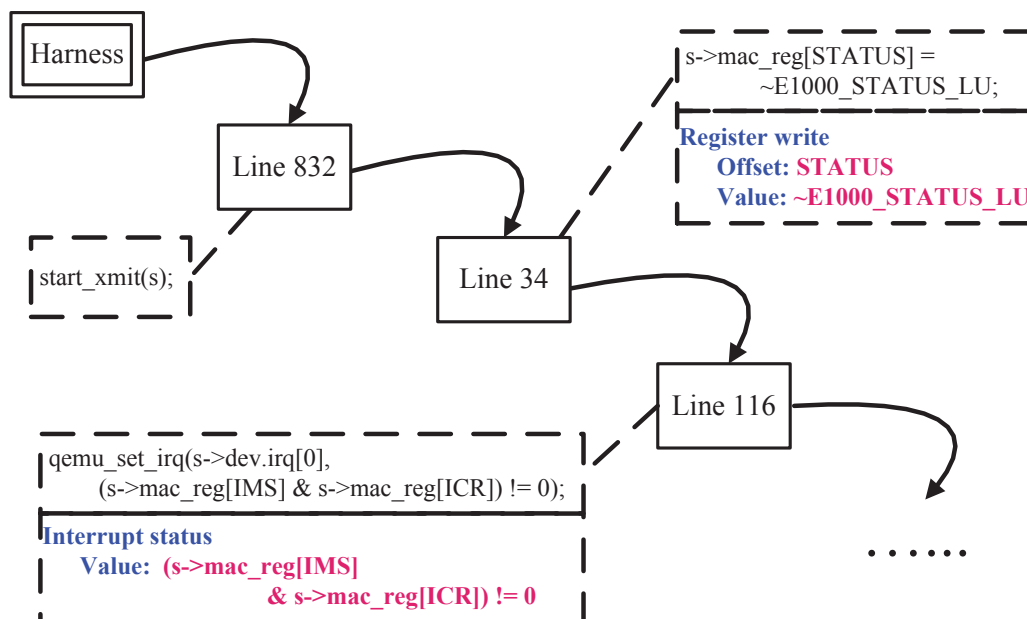 Harness
s->mac_reg[STATUS] =
~E1000_STATUS_LU;
Register write
Offset: STATUS
Value: ~E1000_STATUS_LU
Line 832
start_xmit(s);
Line 34
Line 116
qemu_set_irq(s->dev.irq[0],
(s->mac_reg[IMS] & s->mac_reg[ICR]) != 0);
Interrupt status
Value: (s->mac_reg[IMS]
& s->mac_reg[ICR]) != 0
......